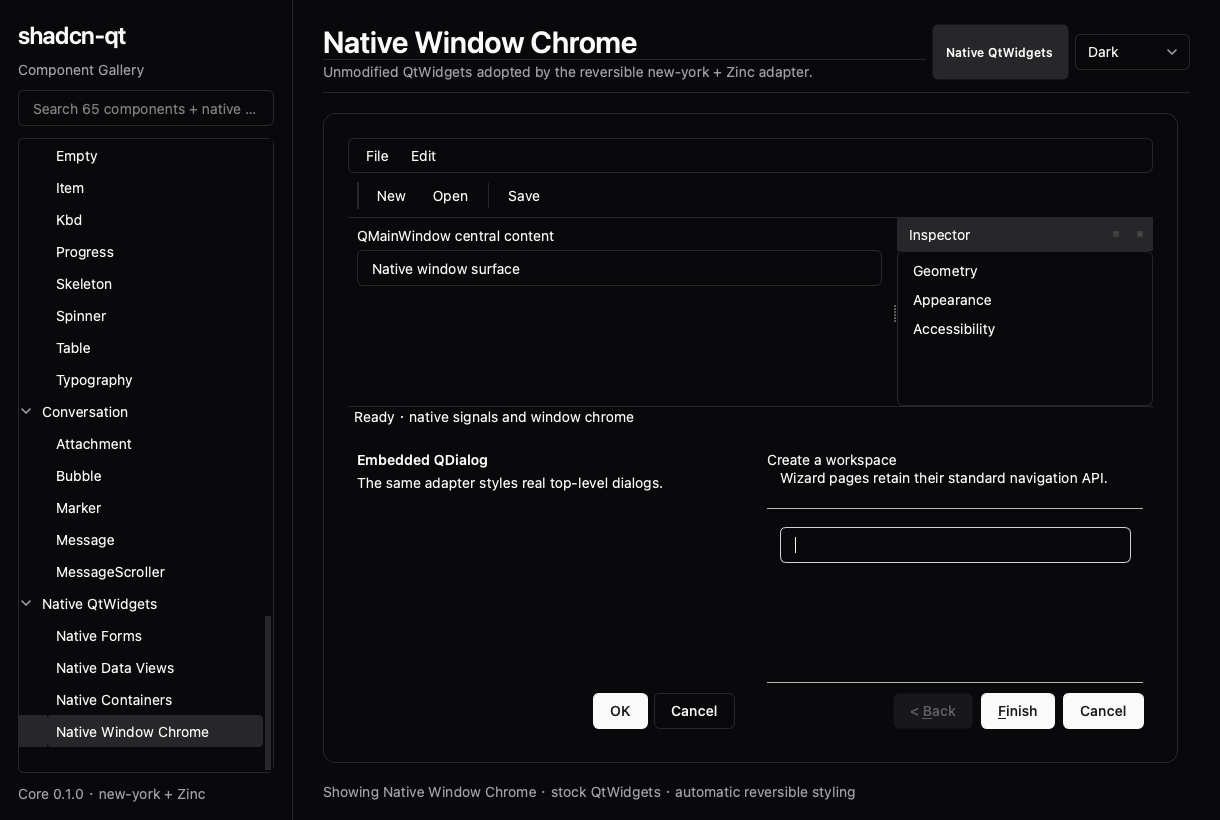 shadcn-qt
Component Gallery
Search 65 components + native ...
Empty
Item
Kbd
Progress
Skeleton
Spinner
Table
Typography
Conversation
Attachment
Bubble
Marker
Message
MessageScroller
Native QtWidgets
Native Forms
Native Data Views
Native Containers
Native Window Chrome
Core 0.1.0 · new-york + Zinc
Native Window Chrome
Unmodified QtWidgets adopted by the reversible new-york + Zinc adapter.
Native QtWidgets
Dark
File Edit
New Open Save
QMainWindow central content
Native window surface
Inspector
Geometry
Appearance
Accessibility
Ready · native signals and window chrome
Embedded QDialog
The same adapter styles real top-level dialogs.
OK Cancel
Create a workspace
Wizard pages retain their standard navigation API.
< Back Finish Cancel
Showing Native Window Chrome · stock QtWidgets · automatic reversible styling